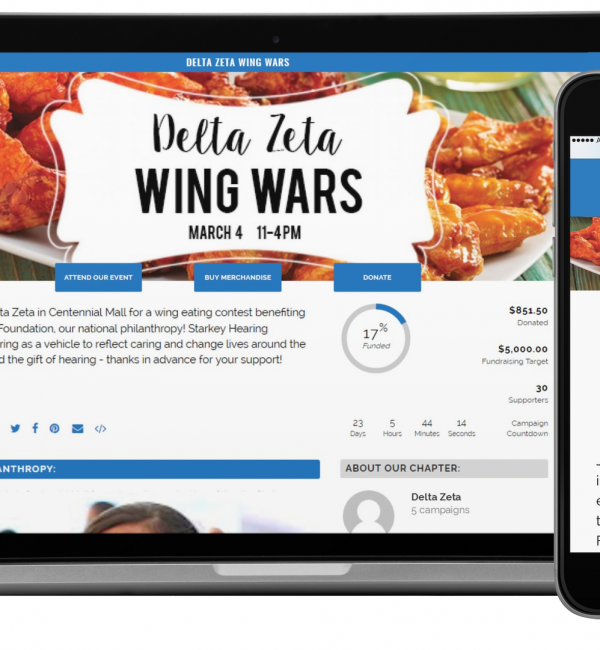 DELTA ZETA WING WARS
Delta Zeta
WING WARS
MARCH 4 11-4PM
ATTEND OUR EVENT
BUY MERCHANDISE
DONATE
ta Zeta in Centennial Mall for a wing eating contest benefiting
Foundation, our national philanthropy! Starkey Hearing
ring as a vehicle to reflect caring and change lives around the
d the gift of hearing - thanks in advance for your support!
17%
Funded
$851.50
Donated
$5,000.00
Fundraising Target
30
Supporters
23 5 44 14 Campaign
Days Hours Minutes Seconds Countdown
ANTHROPY:
ABOUT OUR CHAPTER:
Delta Zeta
5 campaigns